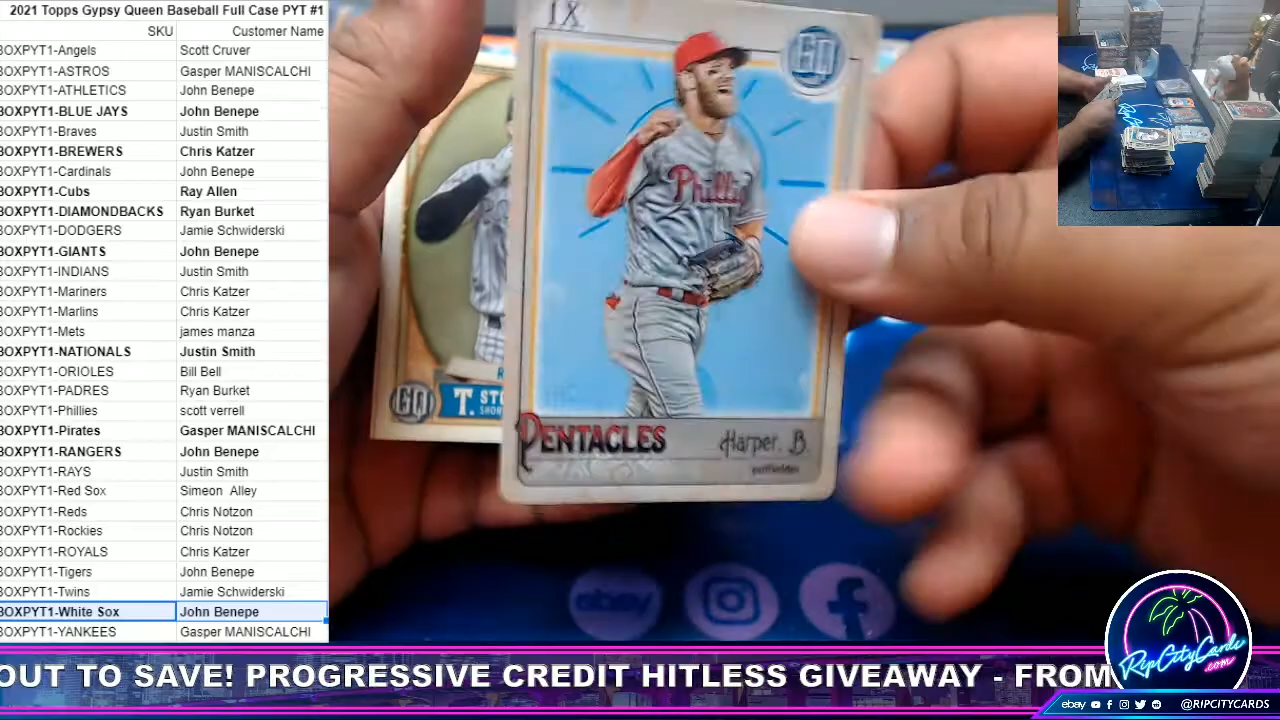 2021 Topps Gypsy Queen Baseball Full Case PYT #1
SKU Customer Name
BOXPYT1-Angels Scott Cruver
BOXPYT1-ASTROS Gasper MANISCALCHI
BOXPYT1-ATHLETICS John Benepe
BOXPYT1-BLUE JAYS John Benepe
BOXPYT1-Braves Justin Smith
BOXPYT1-BREWERS Chris Katzer
BOXPYT1-Cardinals John Benepe
BOXPYT1-Cubs Ray Allen
BOXPYT1-DIAMONDBACKS Ryan Burket
BOXPYT1-DODGERS Jamie Schwiderski
BOXPYT1-GIANTS John Benepe
BOXPYT1-INDIANS Justin Smith
BOXPYT1-Mariners Chris Katzer
BOXPYT1-Marlins Chris Katzer
BOXPYT1-Mets james manza
BOXPYT1-NATIONALS Justin Smith
BOXPYT1-ORIOLES Bill Bell
BOXPYT1-PADRES Ryan Burket
BOXPYT1-Phillies scott verrell
BOXPYT1-Pirates Gasper MANISCALCHI
BOXPYT1-RANGERS John Benepe
BOXPYT1-RAYS Justin Smith
BOXPYT1-Red Sox Simeon Alley
BOXPYT1-Reds Chris Notzon
BOXPYT1-Rockies Chris Notzon
BOXPYT1-ROYALS Chris Katzer
BOXPYT1-Tigers John Benepe
BOXPYT1-Twins Jamie Schwiderski
BOXPYT1-White Sox John Benepe
BOXPYT1-YANKEES Gasper MANISCALCHI
IX
GQ
Phillies
PENTACLES Harper, B.
outfielder
GQ T. STO
SHORT
ebay
OUT TO SAVE! PROGRESSIVE CREDIT HITLESS GIVEAWAY - FROM
RipCityCards
.com
ebay @RIPCITYCARDS